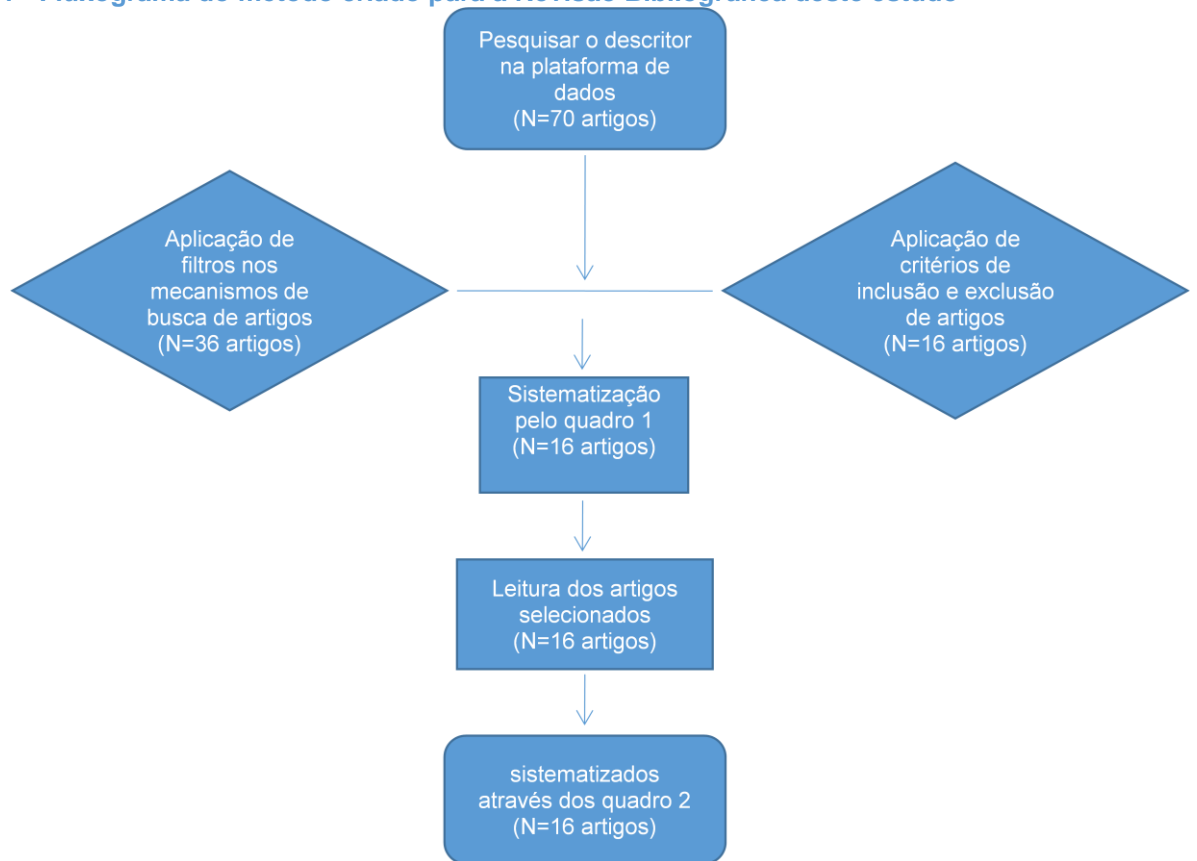 Pesquisar o descritor
na plataforma de
dados
(N=70 artigos)
Aplicação de
filtros nos
mecanismos de
busca de artigos
(N=36 artigos)
Aplicação de
critérios de
inclusão e exclusão
de artigos
(N=16 artigos)
Sistematização
pelo quadro 1
(N=16 artigos)
Leitura dos artigos
selecionados
(N=16 artigos)
sistematizados
através dos quadro 2
(N=16 artigos)